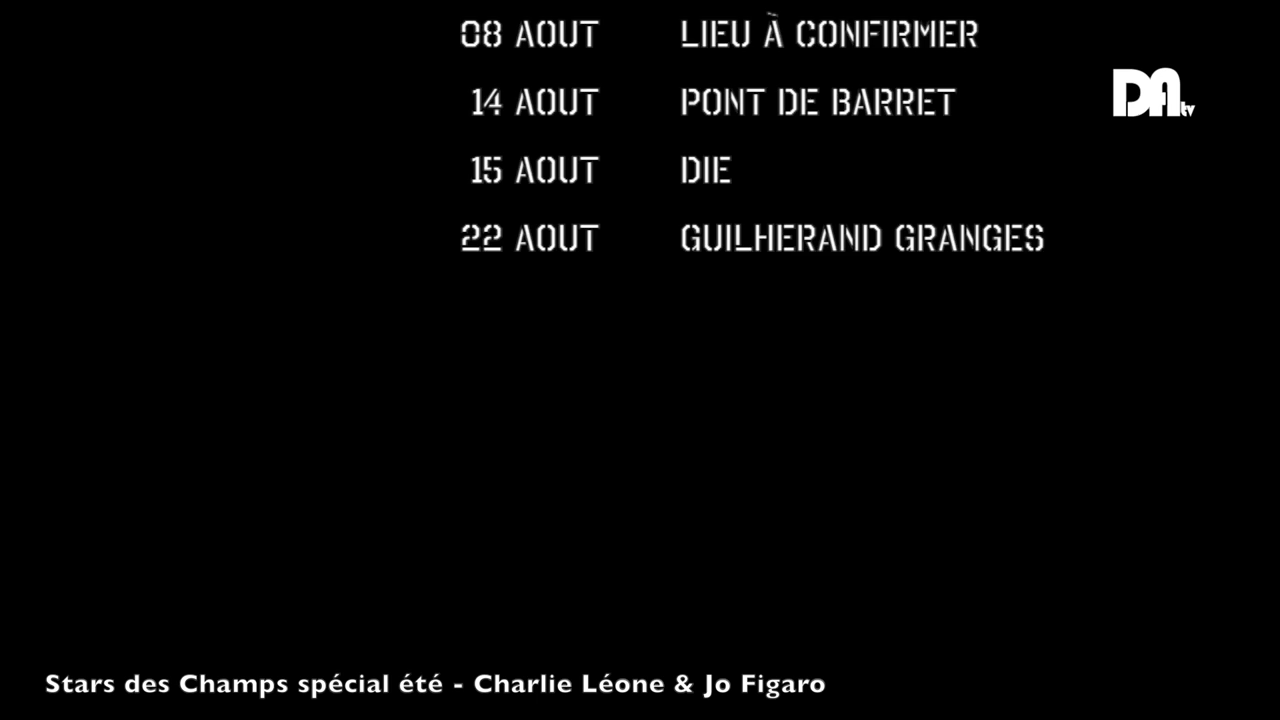 08 AOUT LIEU À CONFIRMER
14 AOUT PONT DE BARRET
DATV
15 AOUT DIE
22 AOUT GUILHERAND GRANGES
Stars des Champs spécial été - Charlie Léone & Jo Figaro